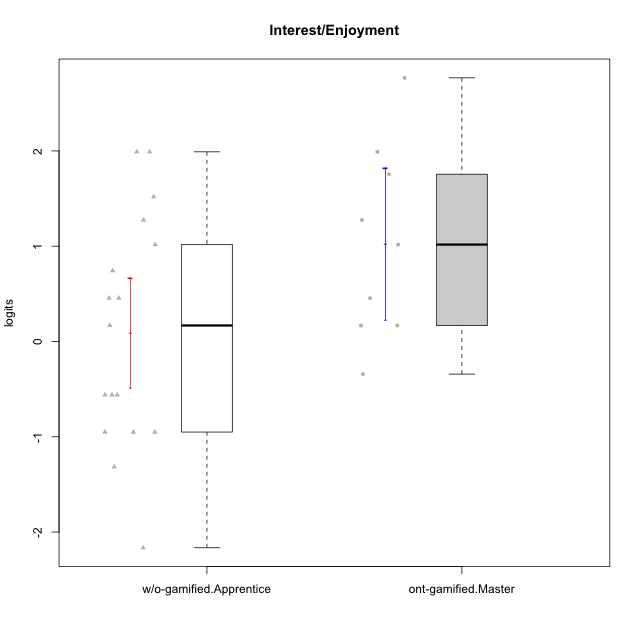 Interest/Enjoyment
logits
2
1
0
-1
-2
w/o-gamified.Apprentice
ont-gamified.Master